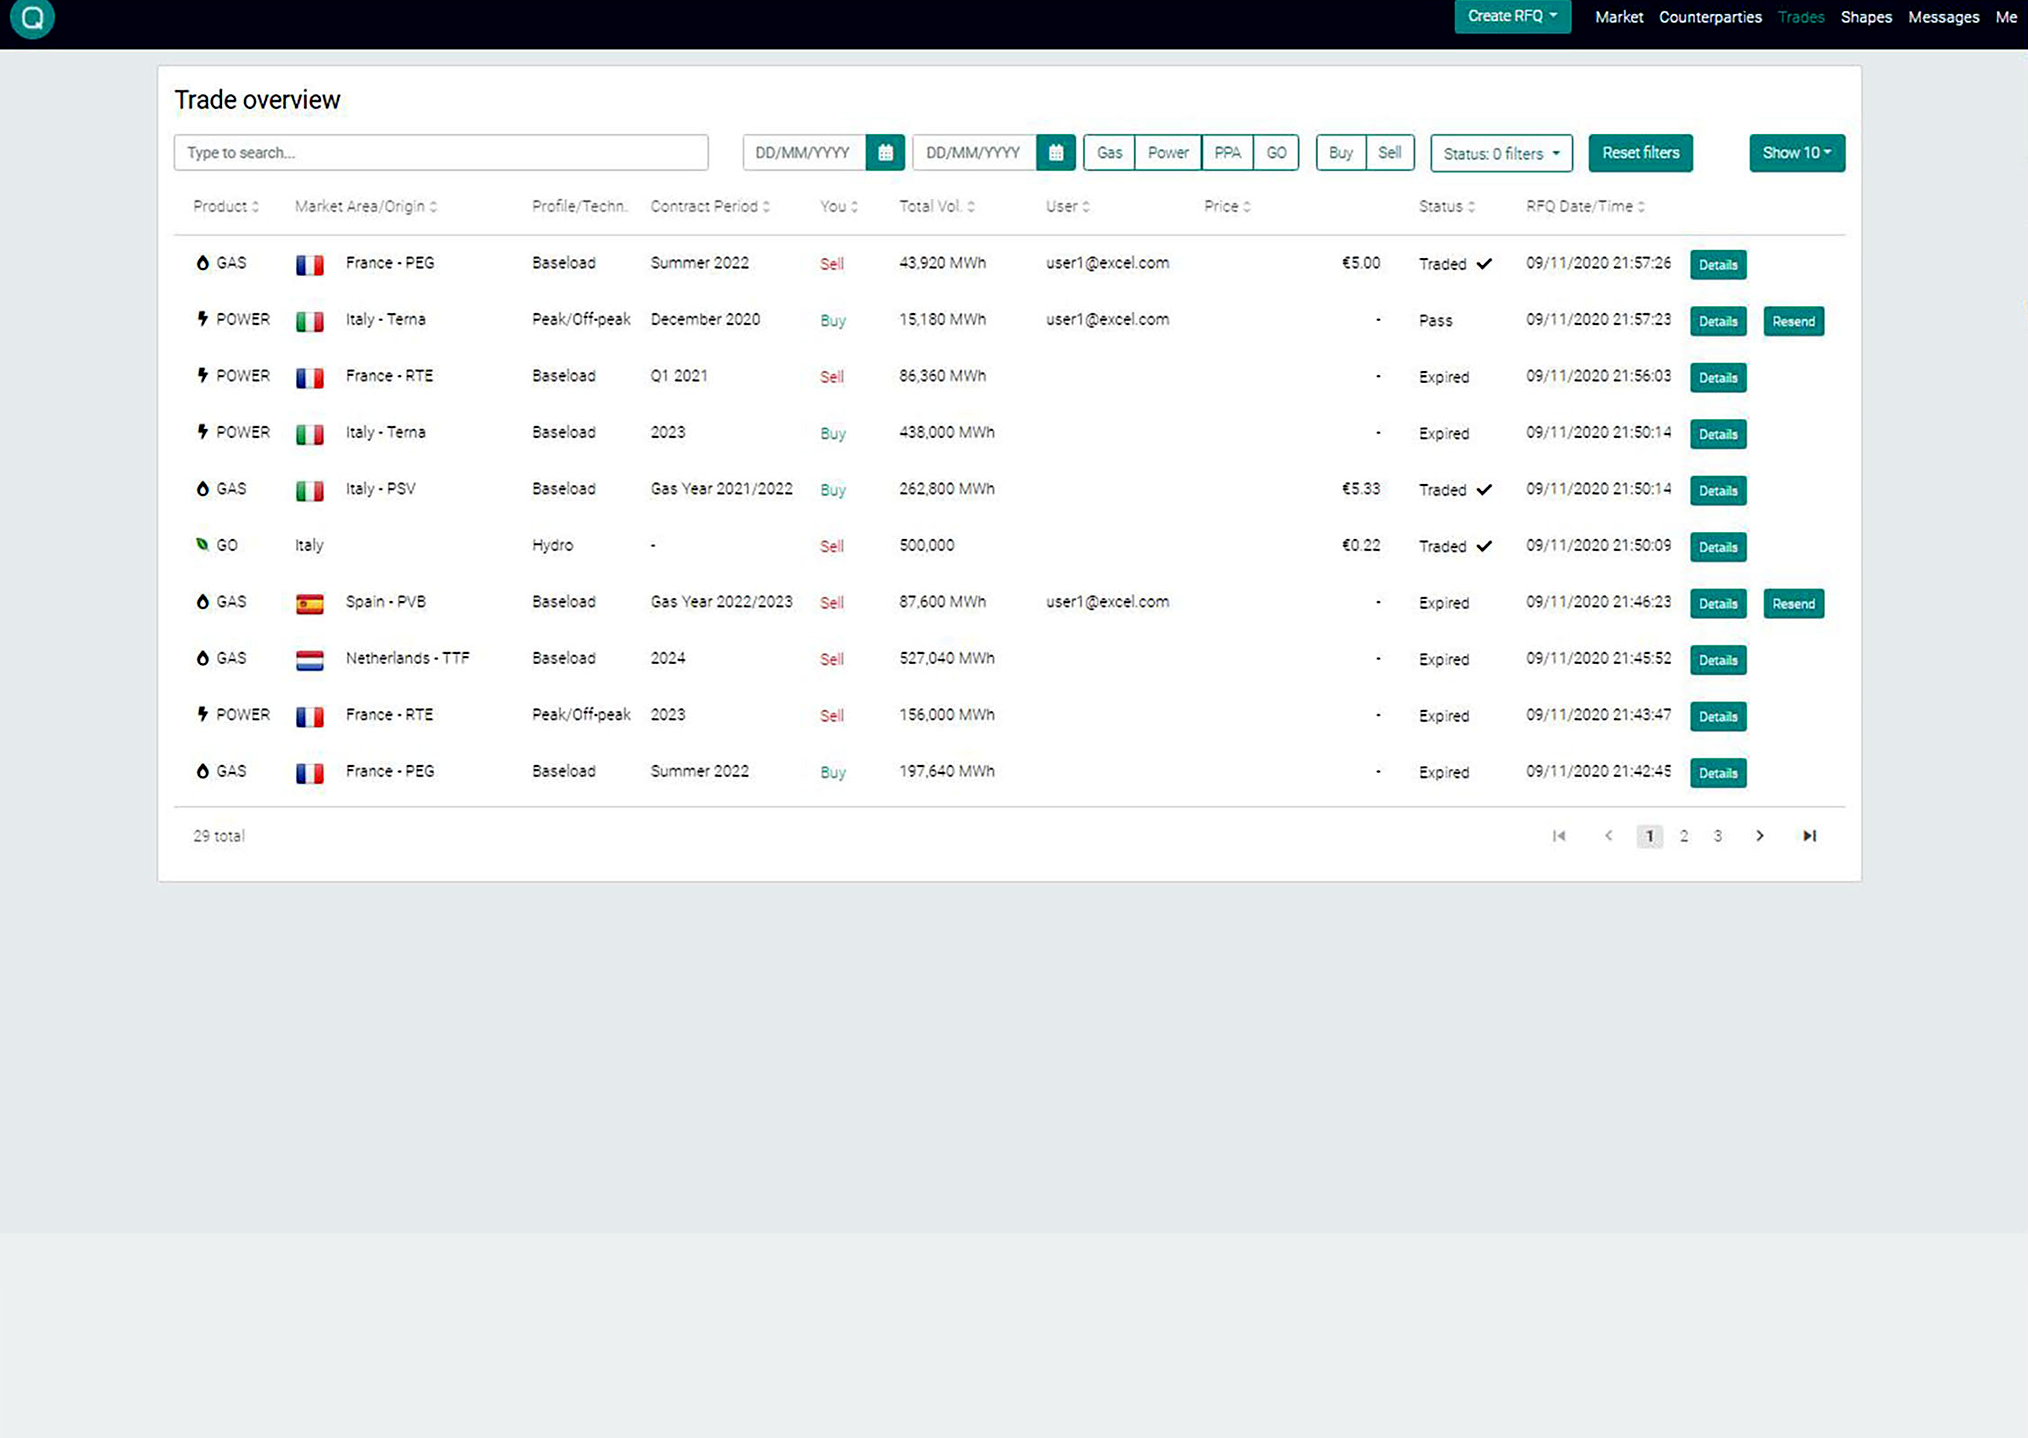 Q Create RFQ Market Counterparties Trades Shapes Messages Me
Trade overview
Type to search... DD/MM/YYYY DD/MM/YYYY Gas Power PPA GO Buy Sell Status: 0 filters Reset filters Show 10
Product Market Area/Origin Profile/Techn. Contract Period You Total Vol. User Price Status RFQ Date/Time
GAS France - PEG Baseload Summer 2022 Sell 43,920 MWh user1@excel.com €5.00 Traded 09/11/2020 21:57:26 Details
POWER Italy - Terna Peak/Off-peak December 2020 Buy 15,180 MWh user1@excel.com - Pass 09/11/2020 21:57:23 Details Resend
POWER France - RTE Baseload Q1 2021 Sell 86,360 MWh - Expired 09/11/2020 21:56:03 Details
POWER Italy - Terna Baseload 2023 Buy 438,000 MWh - Expired 09/11/2020 21:50:14 Details
GAS Italy - PSV Baseload Gas Year 2021/2022 Buy 262,800 MWh €5.33 Traded 09/11/2020 21:50:14 Details
GO Italy Hydro - Sell 500,000 €0.22 Traded 09/11/2020 21:50:09 Details
GAS Spain - PVB Baseload Gas Year 2022/2023 Sell 87,600 MWh user1@excel.com - Expired 09/11/2020 21:46:23 Details Resend
GAS Netherlands - TTF Baseload 2024 Sell 527,040 MWh - Expired 09/11/2020 21:45:52 Details
POWER France - RTE Peak/Off-peak 2023 Sell 156,000 MWh - Expired 09/11/2020 21:43:47 Details
GAS France - PEG Baseload Summer 2022 Buy 197,640 MWh - Expired 09/11/2020 21:42:45 Details
29 total 1 2 3